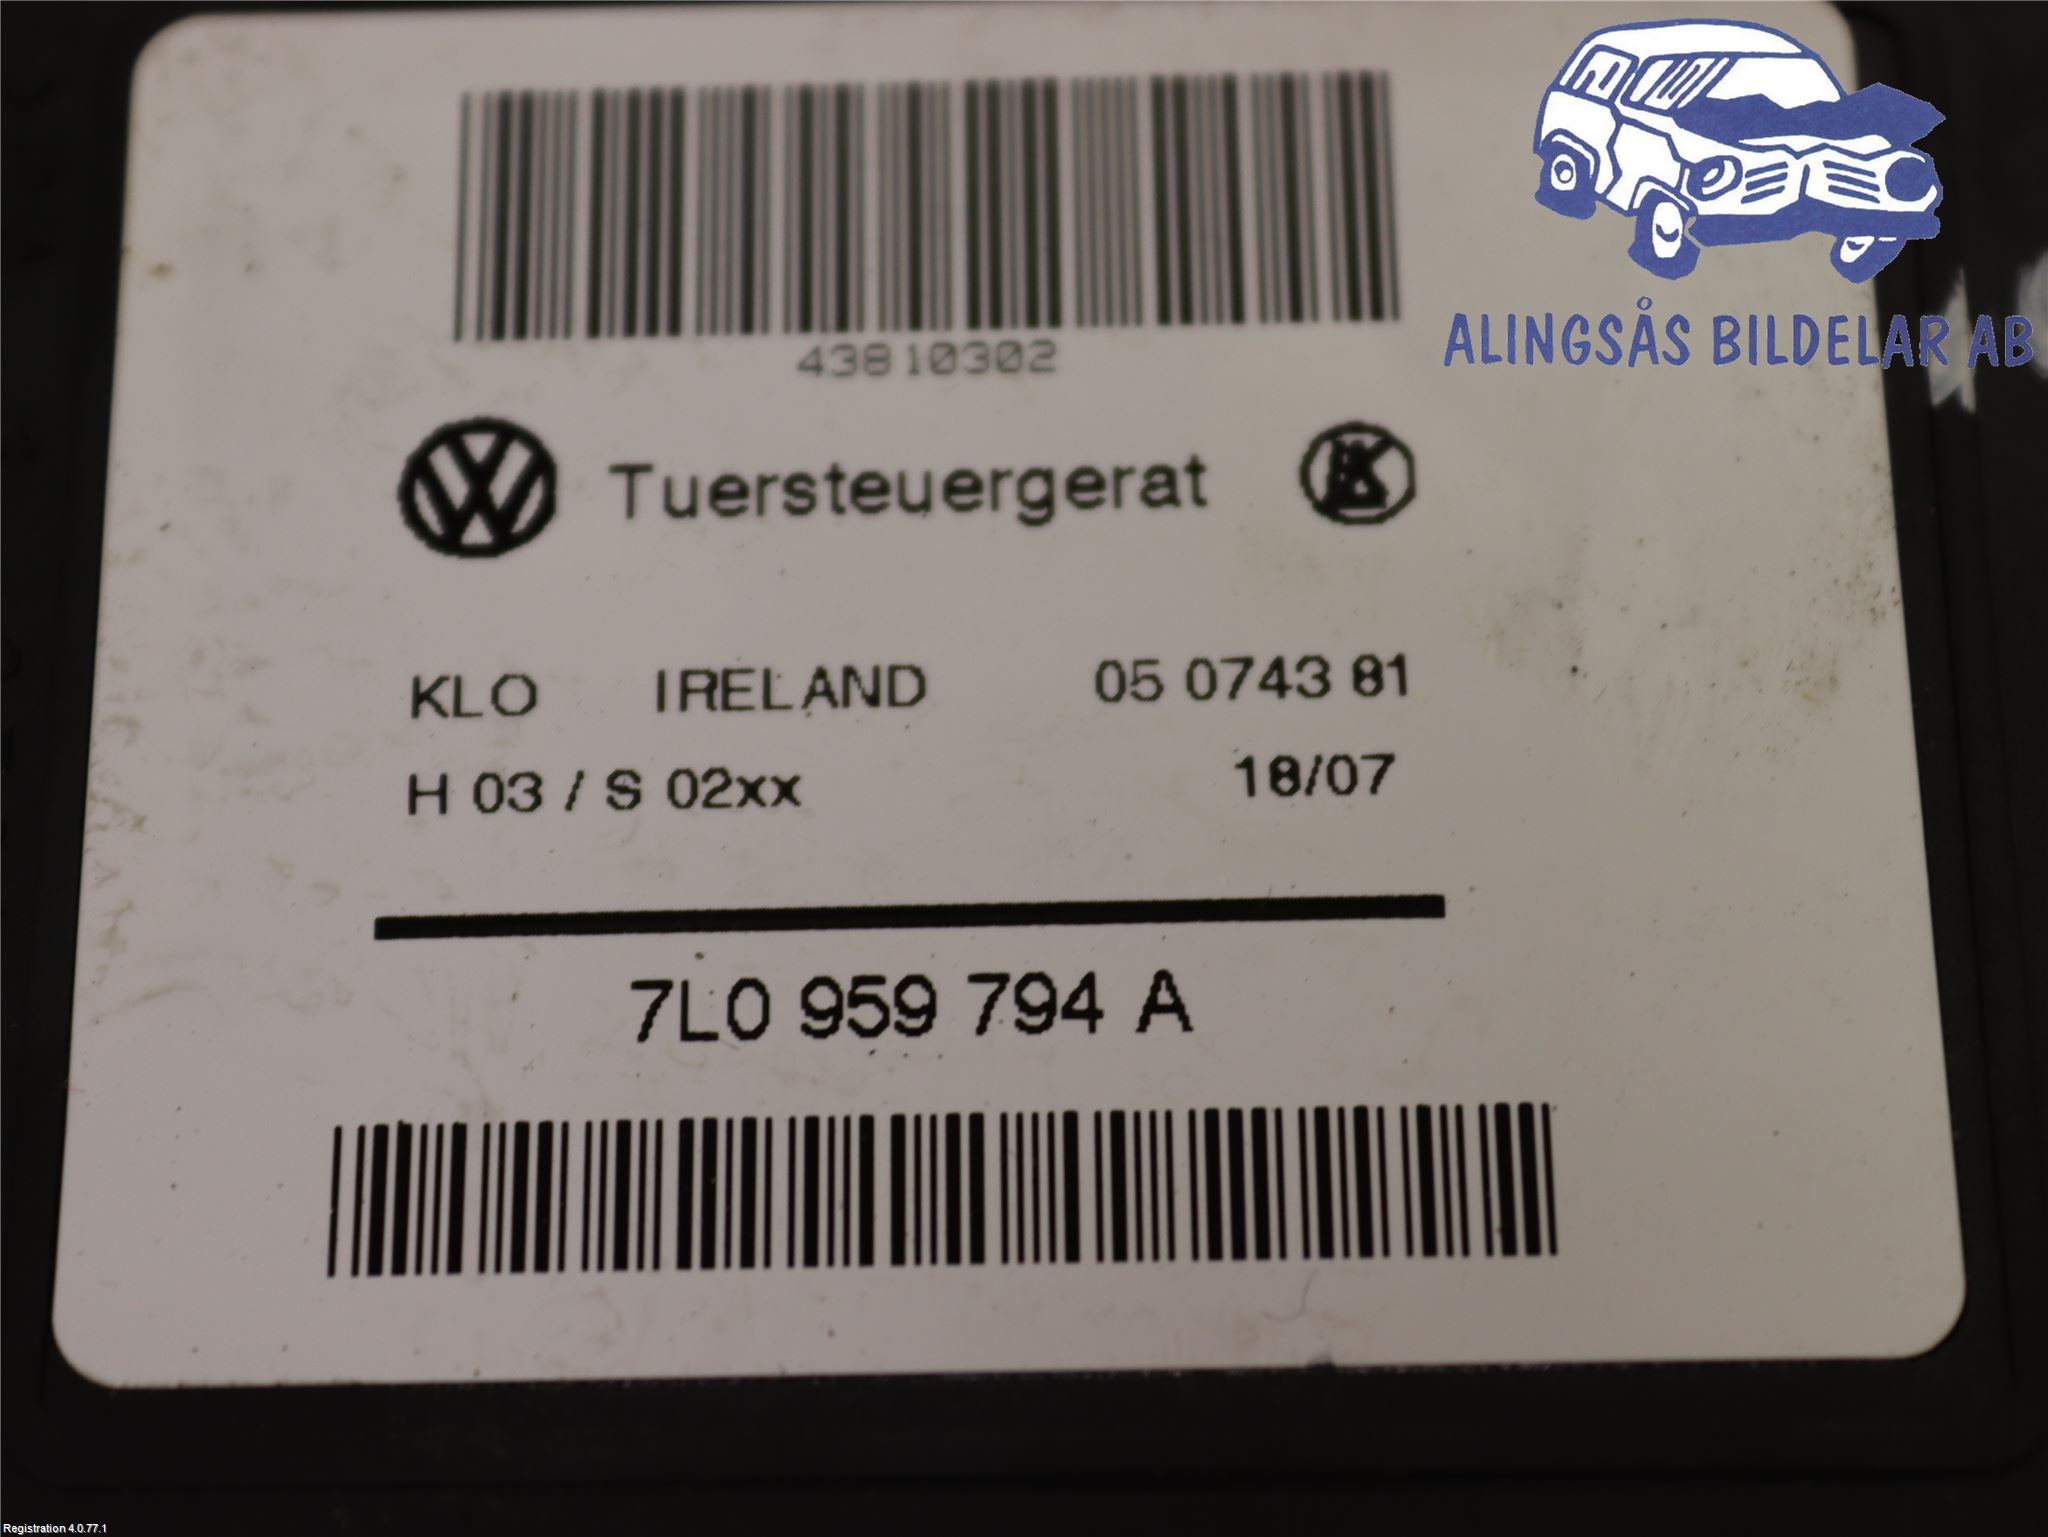 43810302
Tuersteuergerat
KLO IRELAND 05 0743 81
H 03 / S 02xx 18/07
7L0 959 794 A
ALINGSÅS BILDELAR AB
Registration 4.0.77.1